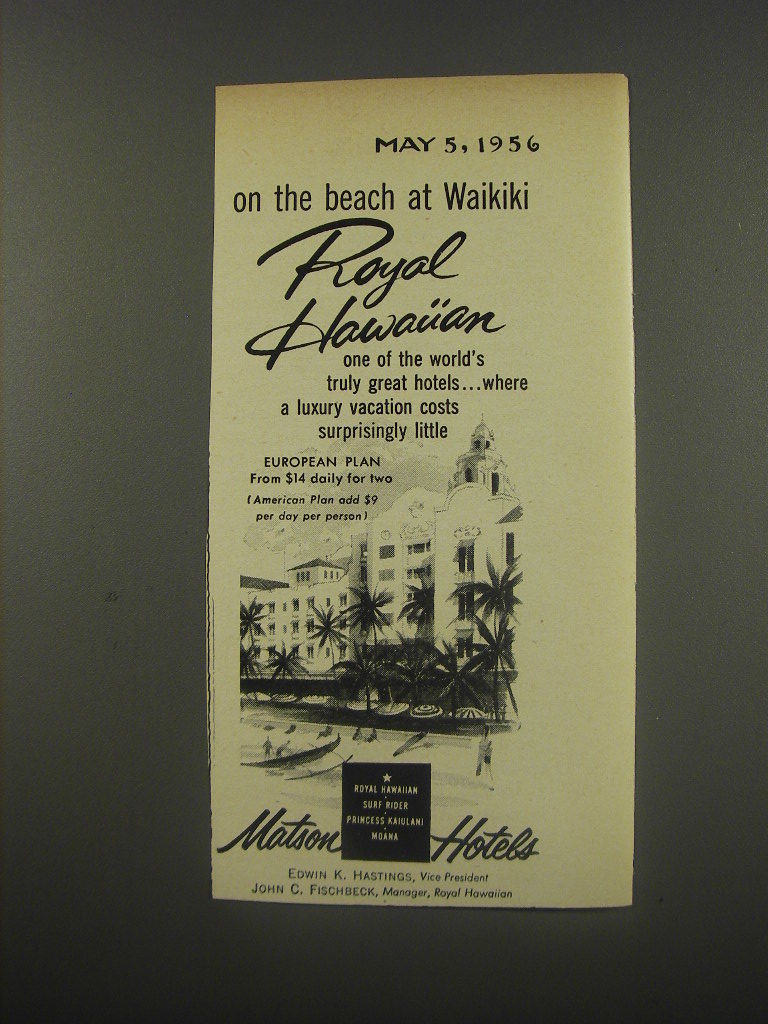 MAY 5, 1956
on the beach at Waikiki
Royal
Hawaiian
one of the world's
truly great hotels...where
a luxury vacation costs
surprisingly little
EUROPEAN PLAN
From $14 daily for two
(American Plan add $9
per day per person)
ROYAL HAWAIIAN
SURF RIDER
PRINCESS KAIULANI
MOANA
Matson Hotels
EDWIN K. HASTINGS, Vice President
JOHN C. FISCHBECK, Manager, Royal Hawaiian